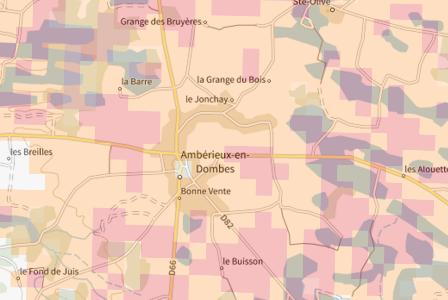 Ste-Olive
Grange des Bruyères
la Grange du Bois
la Barre
le Jonchay
les Breilles
Ambérieux-en-
Dombes
les Alouette
Bonne Vente
D82
le Buisson
D66
le Fond de Juis